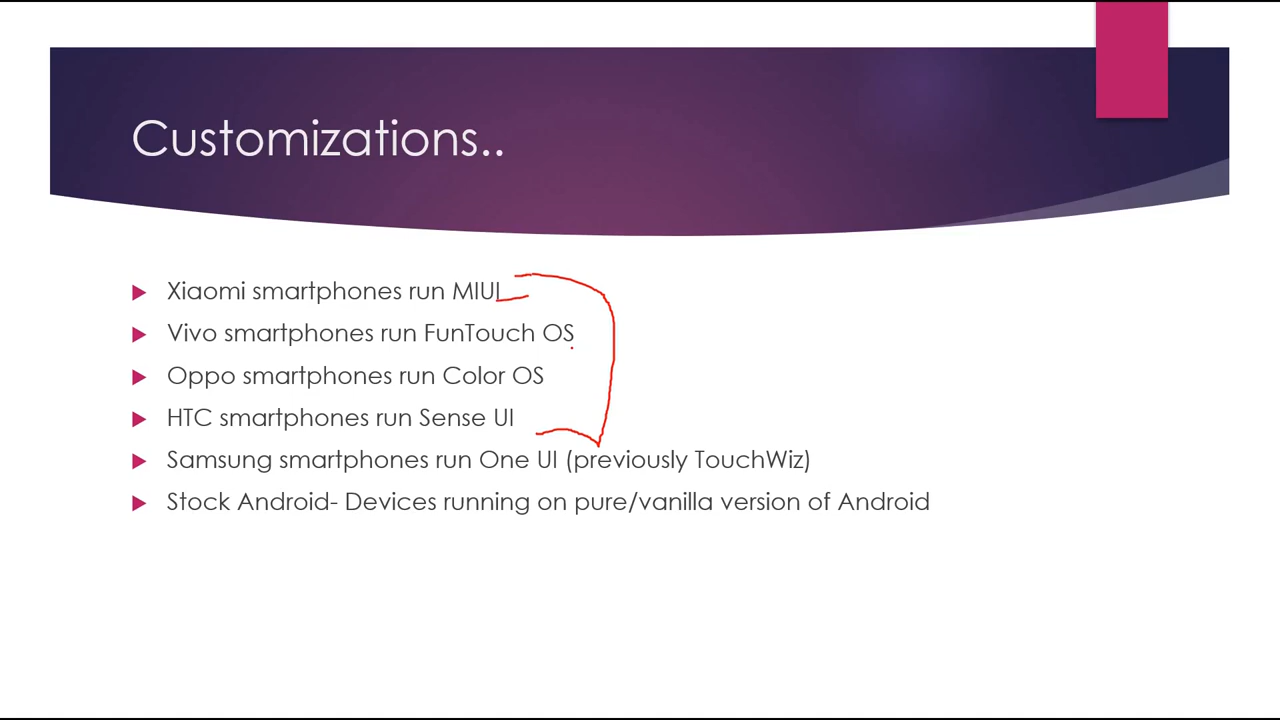 Customizations..
Xiaomi smartphones run MIUI
Vivo smartphones run FunTouch OS
Oppo smartphones run Color OS
HTC smartphones run Sense UI
Samsung smartphones run One UI (previously TouchWiz)
Stock Android- Devices running on pure/vanilla version of Android